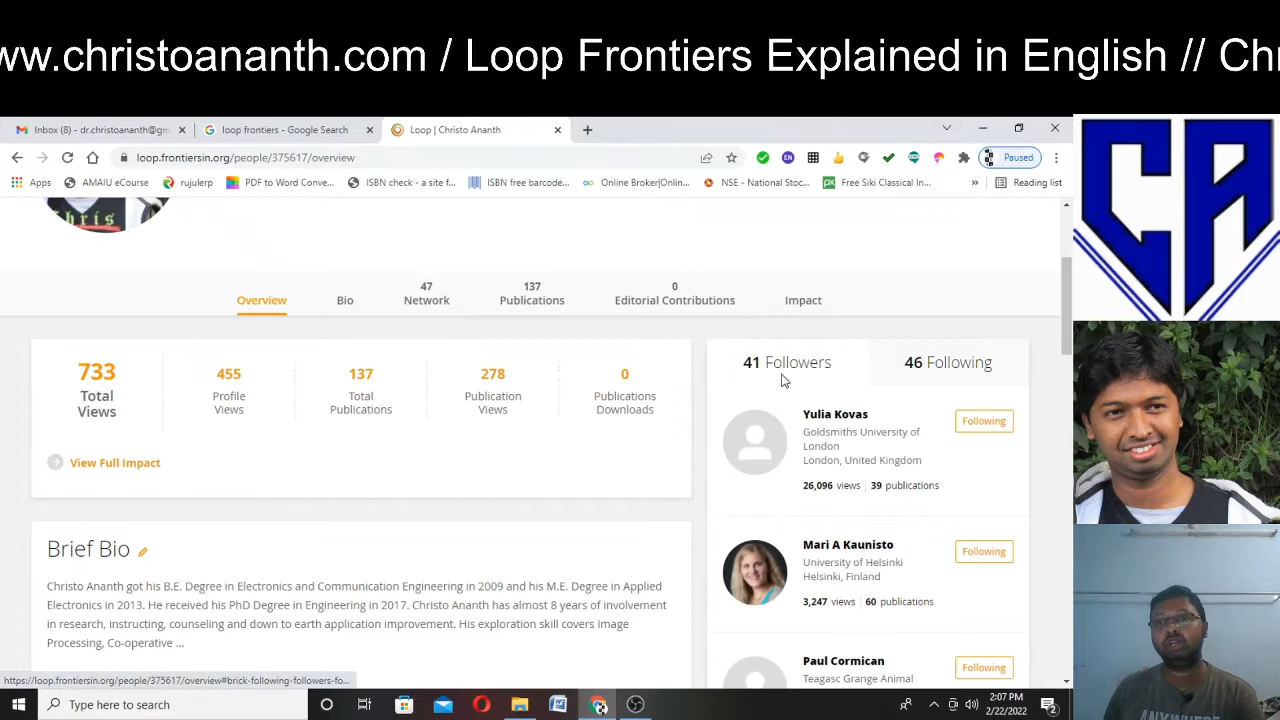 www.christoananth.com / Loop Frontiers Explained in English // Ch
Inbox (8) - dr.christoananth@gm
loop frontiers - Google Search
Loop | Christo Ananth
loop.frontiersin.org/people/375617/overview
Paused
Apps
AMAIU eCourse
rujulerp
PDF to Word Conve...
ISBN check - a site f...
ISBN free barcode...
Online Broker|Onlin...
NSE - National Stoc...
Free Siki Classical In...
»
Reading list
Chris
CA
Overview
Bio
47
Network
137
Publications
0
Editorial Contributions
Impact
733
Total
Views
455
Profile
Views
137
Total
Publications
278
Publication
Views
0
Publications
Downloads
View Full Impact
41 Followers
46 Following
Yulia Kovas
Goldsmiths University of
London
London, United Kingdom
26,096 views
39 publications
Following
Mari A Kaunisto
University of Helsinki
Helsinki, Finland
3,247 views
60 publications
Following
Paul Cormican
Teagasc Grange Animal
Following
Brief Bio
Christo Ananth got his B.E. Degree in Electronics and Communication Engineering in 2009 and his M.E. Degree in Applied
Electronics in 2013. He received his PhD Degree in Engineering in 2017. Christo Ananth has almost 8 years of involvement
in research, instructing, counseling and down to earth application improvement. His exploration skill covers Image
Processing, Co-operative ...
https://loop.frontiersin.org/people/375617/overview#brick-following-followers-fo...
Type here to search
2:07 PM
2/22/2022
2